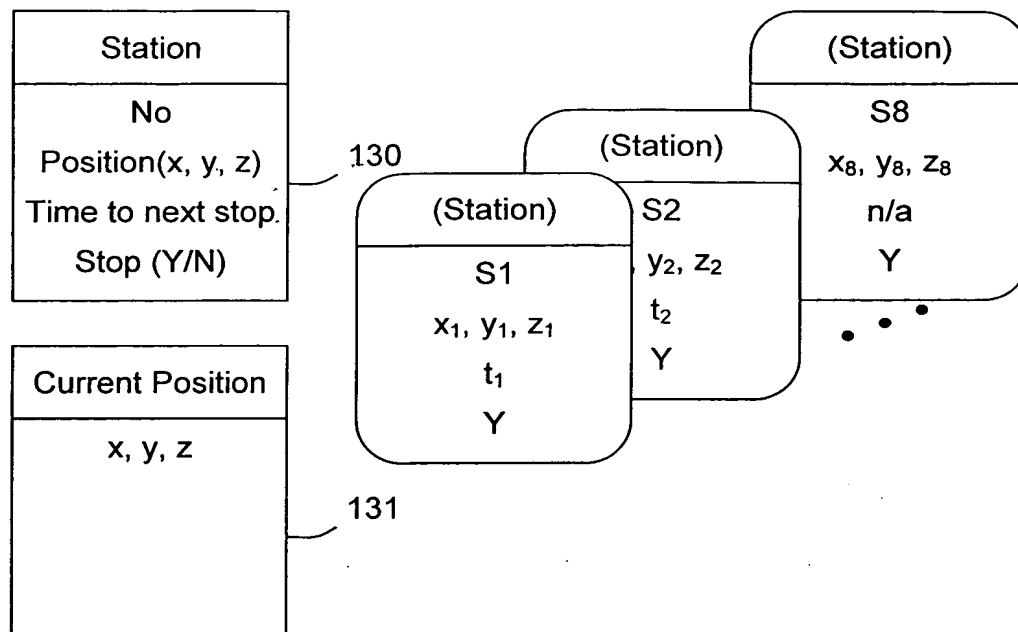 Station
No
Position(x, y, z)
Time to next stop.
Stop (Y/N)
130
Current Position
x, y, z
131
(Station)
S1
x₁, y₁, z₁
t₁
Y
(Station)
S2
, y₂, z₂
t₂
Y
(Station)
S8
x₈, y₈, z₈
n/a
Y